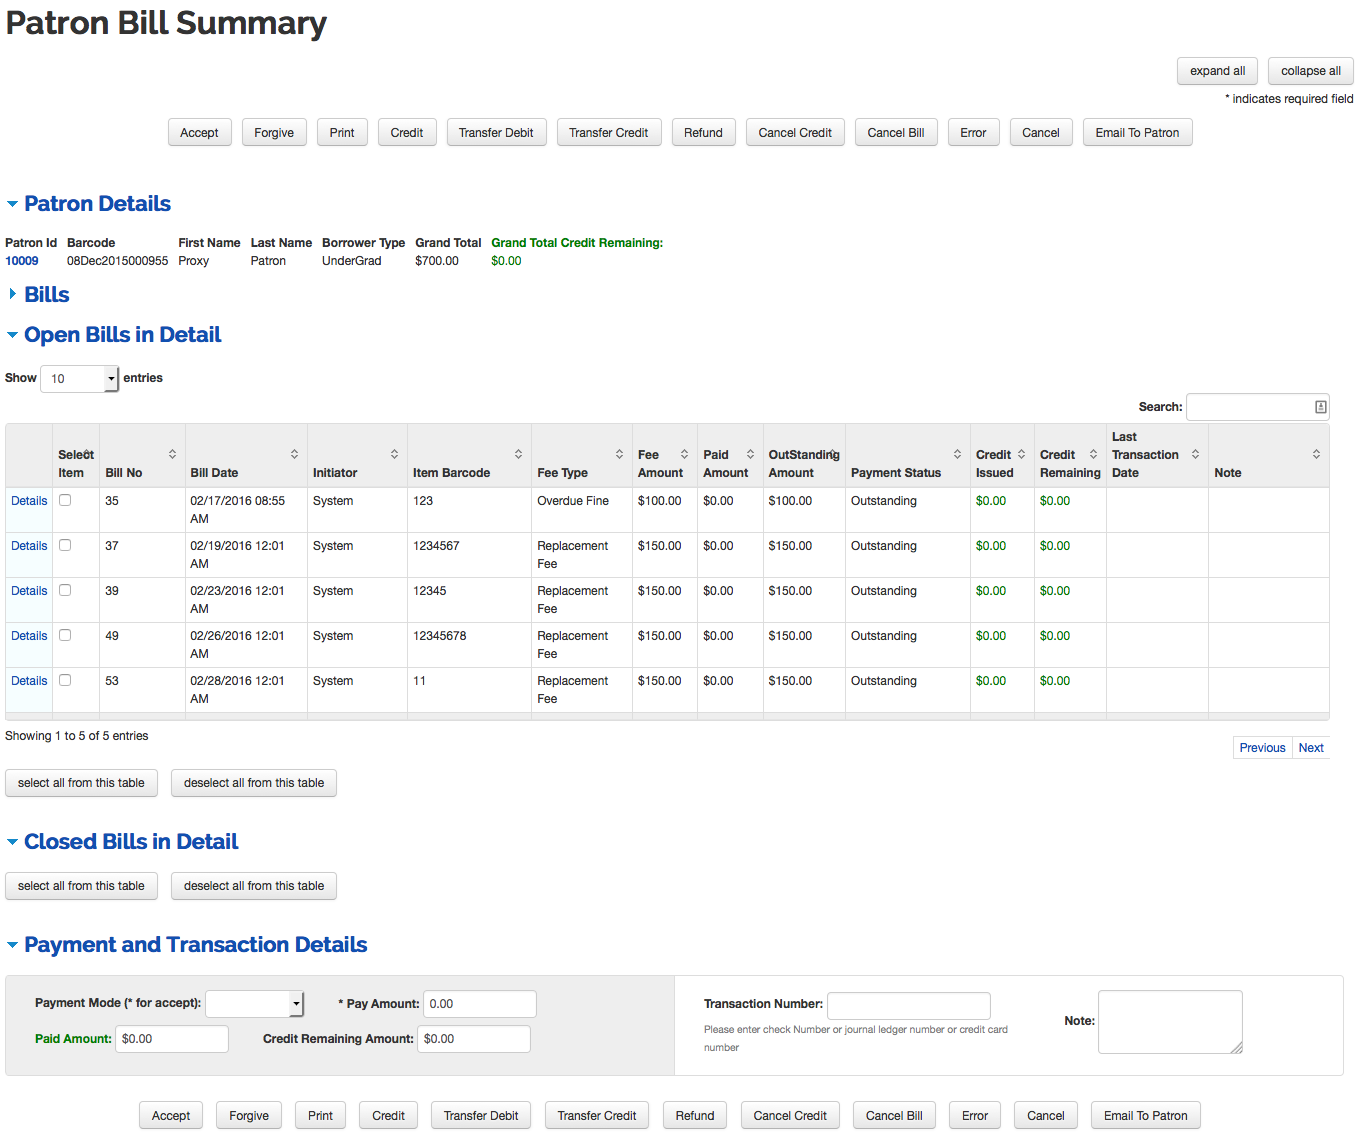 Patron Bill Summary
expand all collapse all
* indicates required field
Accept Forgive Print Credit Transfer Debit Transfer Credit Refund Cancel Credit Cancel Bill Error Cancel Email To Patron
Patron Details
Patron Id Barcode First Name Last Name Borrower Type Grand Total Grand Total Credit Remaining:
10009 08Dec2015000955 Proxy Patron UnderGrad $700.00 $0.00
Bills
Open Bills in Detail
Show 10 entries
Search:
Select Item Bill No Bill Date Initiator Item Barcode Fee Type Fee Amount Paid Amount OutStanding Amount Payment Status Credit Issued Credit Remaining Last Transaction Date Note
Details 35 02/17/2016 08:55 AM System 123 Overdue Fine $100.00 $0.00 $100.00 Outstanding $0.00 $0.00
Details 37 02/19/2016 12:01 AM System 1234567 Replacement Fee $150.00 $0.00 $150.00 Outstanding $0.00 $0.00
Details 39 02/23/2016 12:01 AM System 12345 Replacement Fee $150.00 $0.00 $150.00 Outstanding $0.00 $0.00
Details 49 02/26/2016 12:01 AM System 12345678 Replacement Fee $150.00 $0.00 $150.00 Outstanding $0.00 $0.00
Details 53 02/28/2016 12:01 AM System 11 Replacement Fee $150.00 $0.00 $150.00 Outstanding $0.00 $0.00
Showing 1 to 5 of 5 entries
Previous Next
select all from this table deselect all from this table
Closed Bills in Detail
select all from this table deselect all from this table
Payment and Transaction Details
Payment Mode (* for accept): * Pay Amount: 0.00
Paid Amount: $0.00 Credit Remaining Amount: $0.00
Transaction Number:
Please enter check Number or journal ledger number or credit card
number
Note:
Accept Forgive Print Credit Transfer Debit Transfer Credit Refund Cancel Credit Cancel Bill Error Cancel Email To Patron